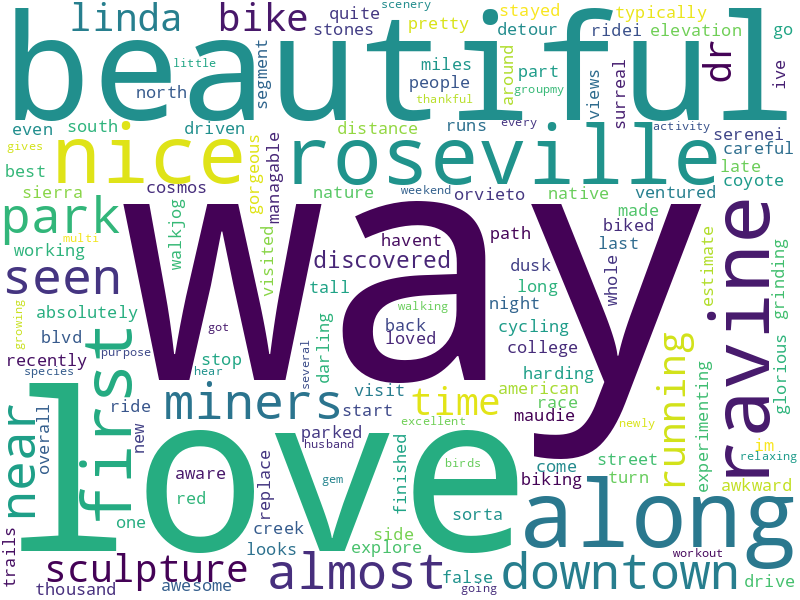 scenery
linda bike quite stayed typically
beautiful
pretty
stones detour ridei elevation go
segment
dr
little
miles part
around
views
surreal
ive
north people groupmy
thankful
even south driven distance runs every activity serenei
gives
nice roseville
best
careful
gorgeous
managable
late
cosmos nature weekend orvieto native ventured coyote
sierra
park
way
ravine
walkjog
visited
working
havent path made biked
last
whole
multi
seen discovered dusk
estimate
grinding
tall long night
absolutely
walking
growing
first
got back cycling
blvd loved college
recently purpose stop
darling
several
running
glorious
species hear visit harding
american
love
miners time
near
ride start race
overall
new
parked maudie newly
excellent
experimenting
husband
im
finished
street
relaxing
aware birds come turn
replace
red gem biking awkward
along
one creek side sorta
trails
looks explore
workout
sculpture almost false downtown drive
thousand awesome going